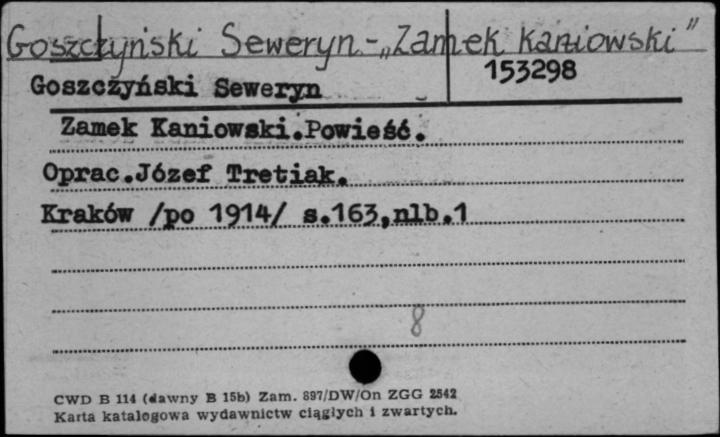 Goszczyński Seweryn - „Zamek Kaniowski”
153298
Goszczyński Seweryn
Zamek Kaniowski.Powieść.
Oprac.Józef Tretiak.
Kraków /po 1914/ s.163,nlb.1
8
CWD B 114 (dawny B 15b) Zam. 897/DW/On ZGG 2542
Karta katalogowa wydawnictw ciągłych i zwartych.